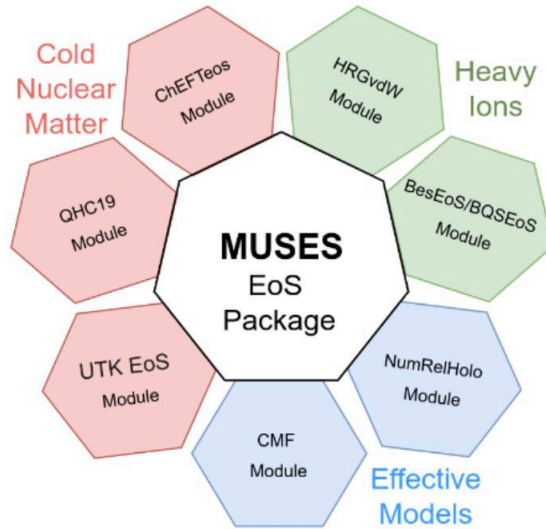 Cold
Nuclear
Matter
ChEFTeos
Module
HRGvdW
Module
Heavy
Ions
QHC19
Module
BesEoS/BQSEoS
Module
MUSES
EoS
Package
UTK EoS
Module
NumRelHolo
Module
CMF
Module
Effective
Models